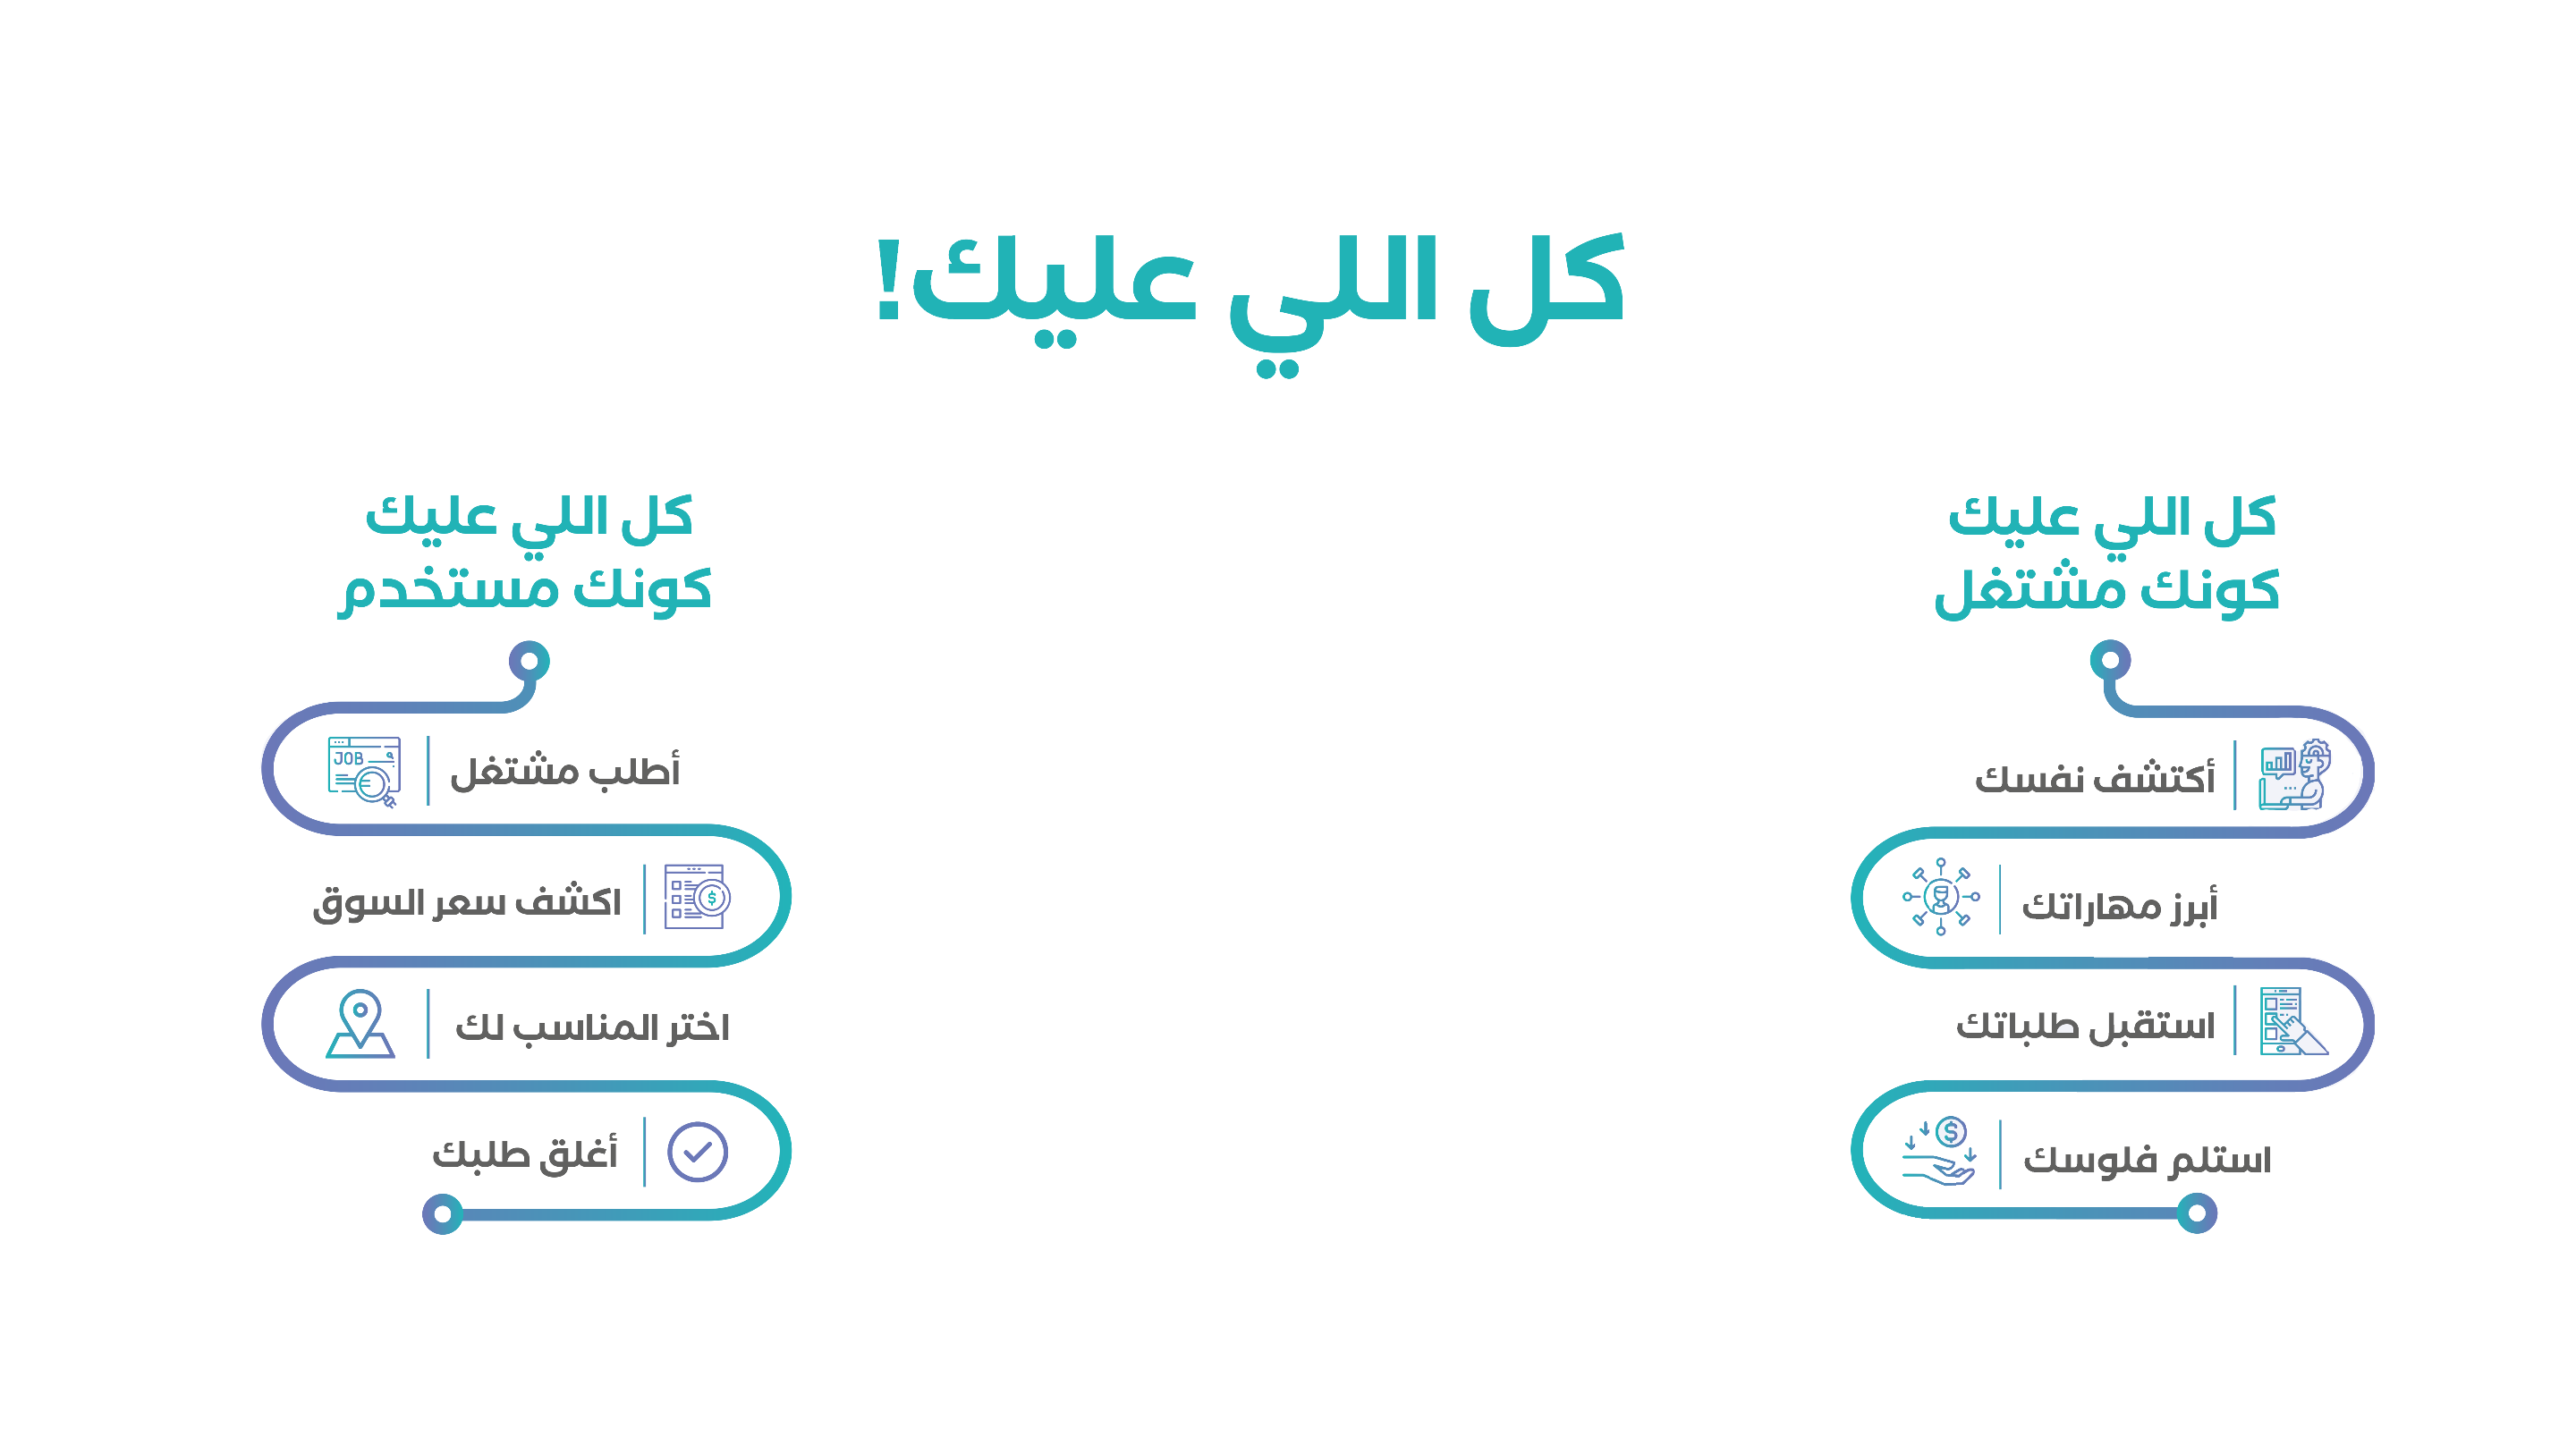 كل اللي عليك!
كل اللي عليك
كونك مشتغل
أكتشف نفسك
أبرز مهاراتك
استقبل طلباتك
استلم فلوسك
كل اللي عليك
كونك مستخدم
أطلب مشتغل
JOB
اكشف سعر السوق
$
اختر المناسب لك
أغلق طلبك
$